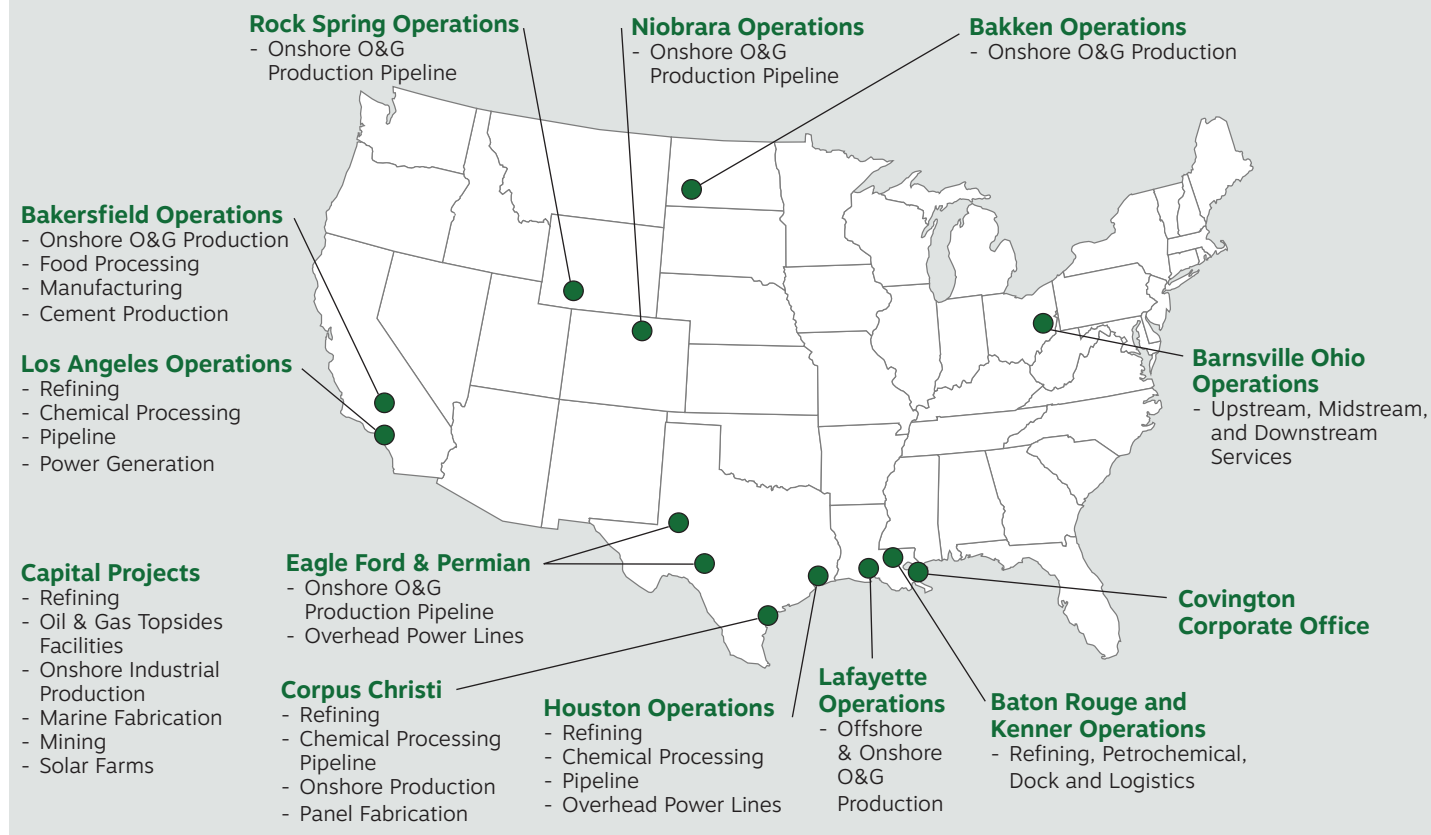 Rock Spring Operations
- Onshore O&G
Production Pipeline
Niobrara Operations
- Onshore O&G
Production Pipeline
Bakken Operations
- Onshore O&G Production
Bakersfield Operations
- Onshore O&G Production
- Food Processing
- Manufacturing
- Cement Production
Los Angeles Operations
- Refining
- Chemical Processing
- Pipeline
- Power Generation
Barnsville Ohio
Operations
- Upstream, Midstream,
and Downstream
Services
Capital Projects
- Refining
- Oil & Gas Topsides
Facilities
- Onshore Industrial
Production
- Marine Fabrication
- Mining
- Solar Farms
Eagle Ford & Permian
- Onshore O&G
Production Pipeline
- Overhead Power Lines
Corpus Christi
- Refining
- Chemical Processing
Pipeline
- Onshore Production
- Panel Fabrication
Houston Operations
- Refining
- Chemical Processing
- Pipeline
- Overhead Power Lines
Lafayette
Operations
- Offshore
& Onshore
O&G
Production
Baton Rouge and
Kenner Operations
- Refining, Petrochemical,
Dock and Logistics
Covington
Corporate Office